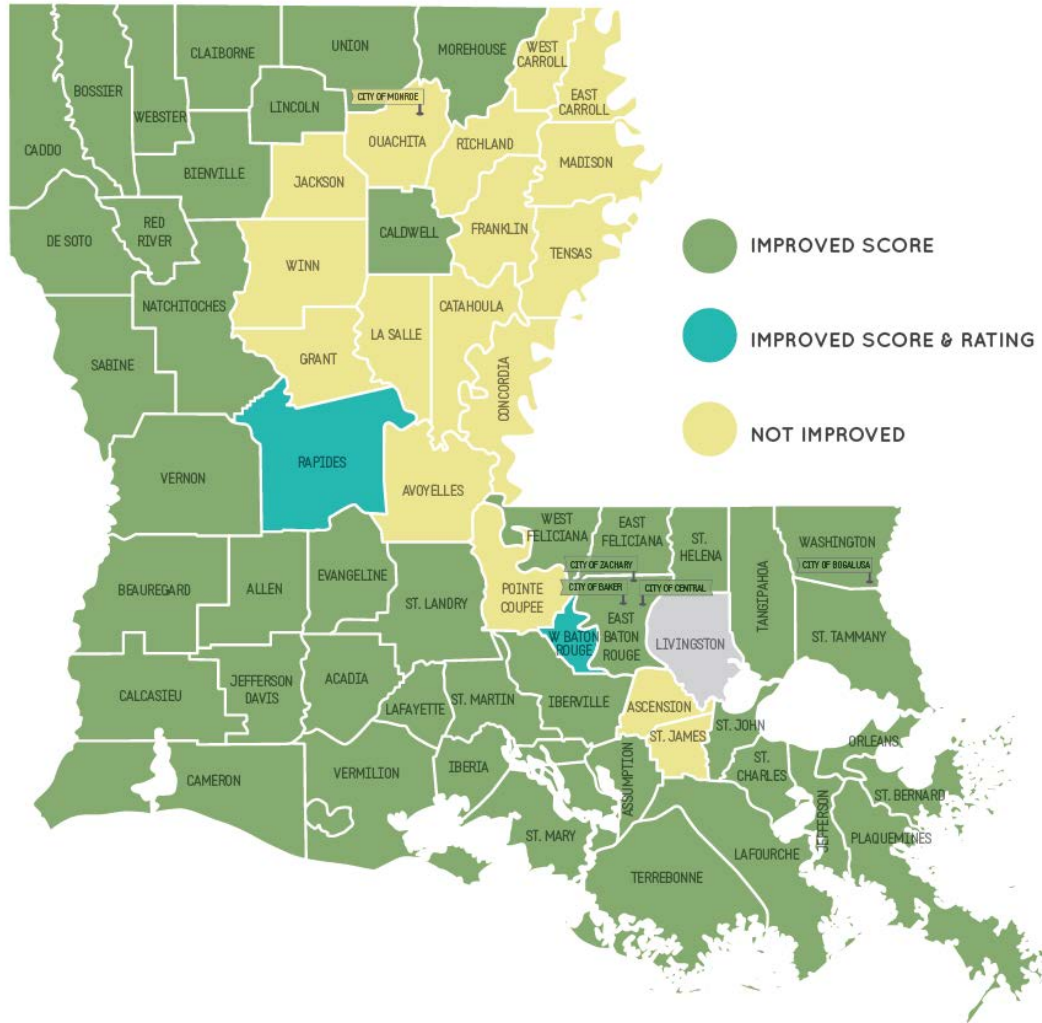 CLAIBORNE
UNION
MOREHOUSE
WEST
CARROLL
EAST
CARROLL
BOSSIER
WEBSTER
LINCOLN
CITY OF MONROE
OUACHITA
RICHLAND
MADISON
CADDO
BIENVILLE
JACKSON
DE SOTO
RED
RIVER
CALDWELL
FRANKLIN
TENSAS
WINN
NATCHITOCHES
LA SALLE
CATAHOULA
SABINE
GRANT
CONCORDIA
IMPROVED SCORE
IMPROVED SCORE & RATING
NOT IMPROVED
VERNON
RAPIDES
AVOYELLES
WEST
FELICIANA
EAST
FELICIANA
ST.
HELENA
TANGIPAHOA
WASHINGTON
CITY OF BOGALUSA
CITY OF ZACHARY
CITY OF BAKER
CITY OF CENTRAL
BEAUREGARD
ALLEN
EVANGELINE
ST. LANDRY
POINTE
COUPEE
W BATON
ROUGE
EAST
BATON
ROUGE
LIVINGSTON
ST. TAMMANY
CALCASIEU
JEFFERSON
DAVIS
ACADIA
LAFAYETTE
ST. MARTIN
IBERVILLE
ASCENSION
ST. JAMES
ST. JOHN
ORLEANS
CAMERON
VERMILION
IBERIA
ST. MARY
ASSUMPTION
ST.
CHARLES
JEFFERSON
ST. BERNARD
PLAQUEMINES
LAFOURCHE
TERREBONNE